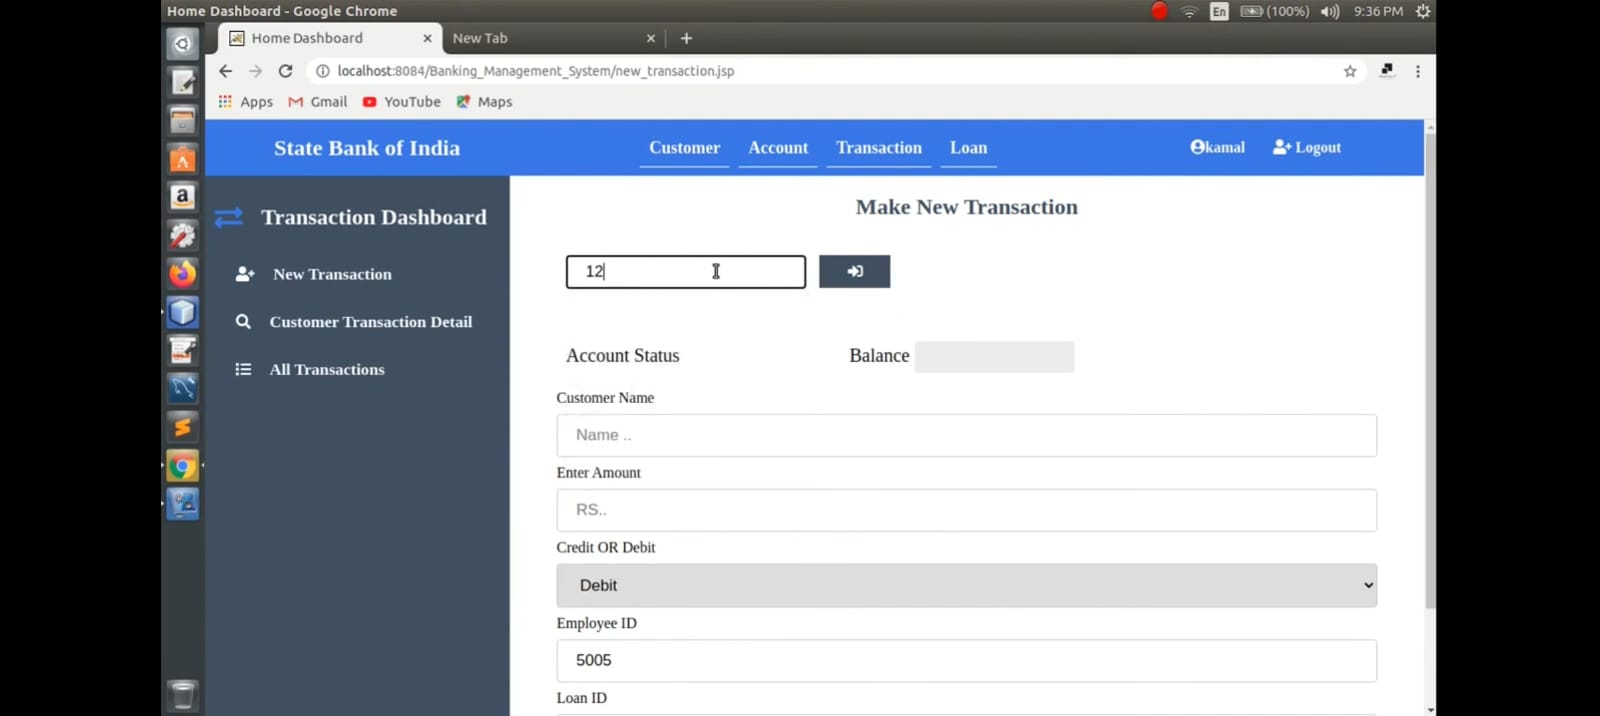 Home Dashboard - Google Chrome
En (100%) 9:36 PM
Home Dashboard × New Tab × +
localhost:8084/Banking_Management_System/new_transaction.jsp
Apps Gmail YouTube Maps
State Bank of India Customer Account Transaction Loan kamal Logout
Transaction Dashboard
New Transaction
Customer Transaction Detail
All Transactions
Make New Transaction
12
Account Status Balance
Customer Name
Name ..
Enter Amount
RS..
Credit OR Debit
Debit
Employee ID
5005
Loan ID